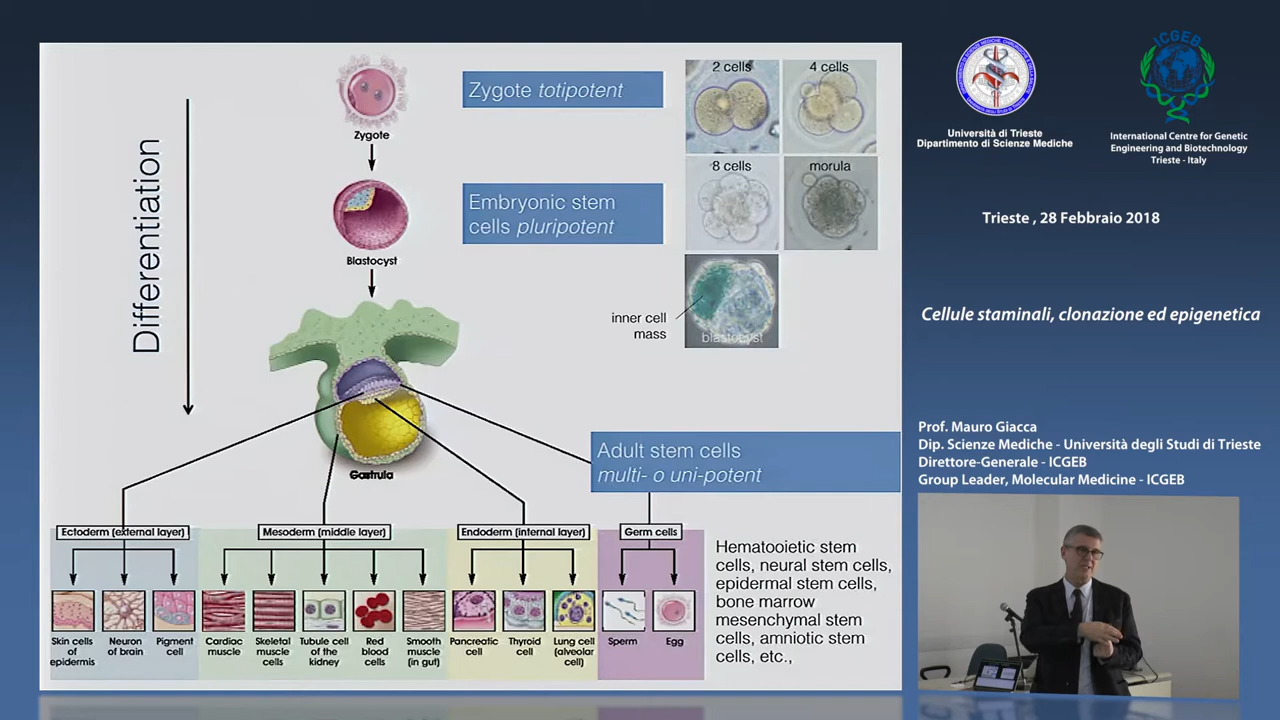 Differentiation
Zygote
Blastocyst
Gastrula
Zygote totipotent
Embryonic stem
cells pluripotent
2 cells
4 cells
8 cells
morula
inner cell
mass
blastocyst
Adult stem cells
multi- o uni-potent
Ectoderm (external layer)
Mesoderm (middle layer)
Endoderm (internal layer)
Germ cells
Skin cells
of
epidermis
Neuron
of brain
Pigment
cell
Cardiac
muscle
Skeletal
muscle
cells
Tubule cell
of the
kidney
Red
blood
cells
Smooth
muscle
(in gut)
Pancreatic
cell
Thyroid
cell
Lung cell
(alveolar
cell)
Sperm
Egg
Hematooietic stem
cells, neural stem cells,
epidermal stem cells,
bone marrow
mesenchymal stem
cells, amniotic stem
cells, etc.,
Università di Trieste
Dipartimento di Scienze Mediche
ICGEB
International Centre for Genetic
Engineering and Biotechnology
Trieste - Italy
Trieste , 28 Febbraio 2018
Cellule staminali, clonazione ed epigenetica
Prof. Mauro Giacca
Dip. Scienze Mediche - Università degli Studi di Trieste
Direttore-Generale - ICGEB
Group Leader, Molecular Medicine - ICGEB